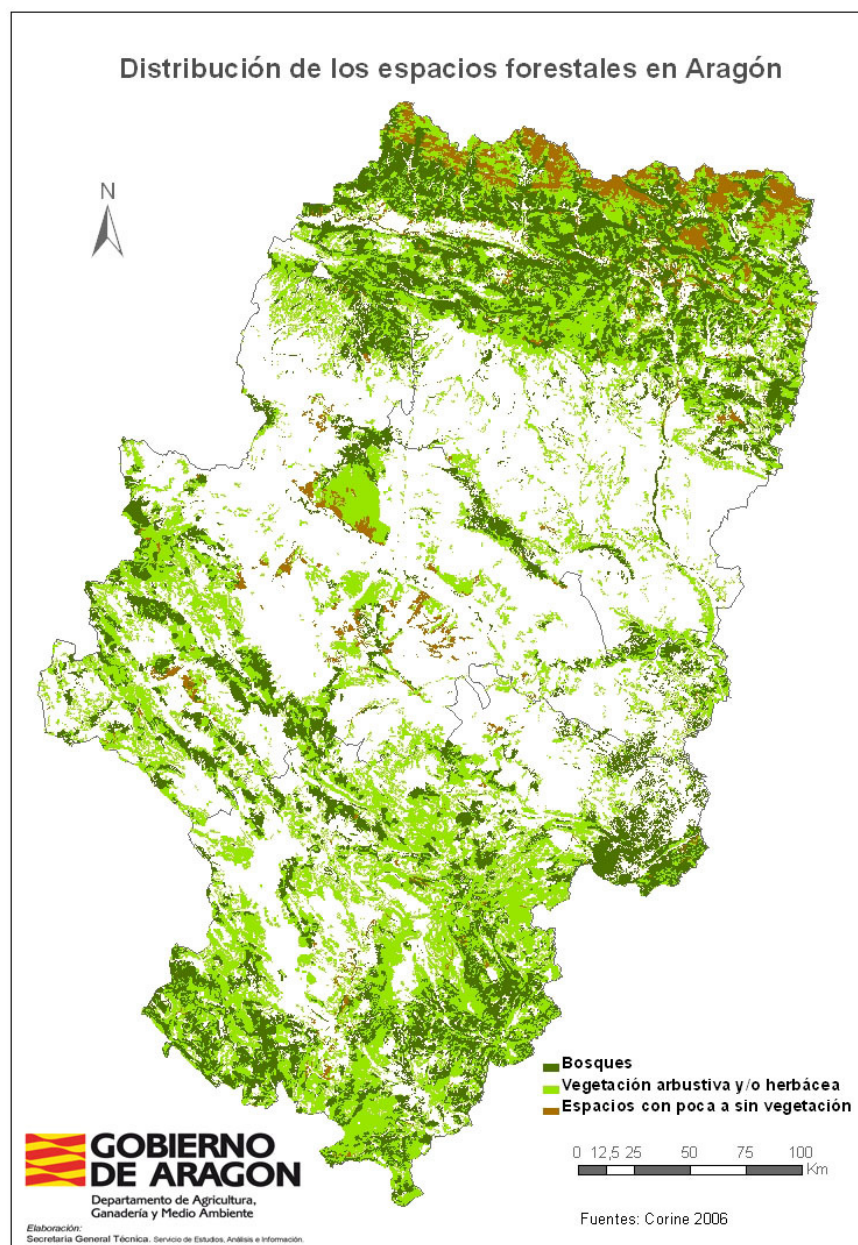 Distribución de los espacios forestales en Aragón
N
Bosques
Vegetación arbustiva y/o herbácea
Espacios con poca a sin vegetación
0 12,5 25 50 75 100
Km
GOBIERNO
DE ARAGON
Departamento de Agricultura,
Ganadería y Medio Ambiente
Fuentes: Corine 2006
Elaboración:
Secretaria General Técnica. Servicio de Estudios, Análisis e Información.